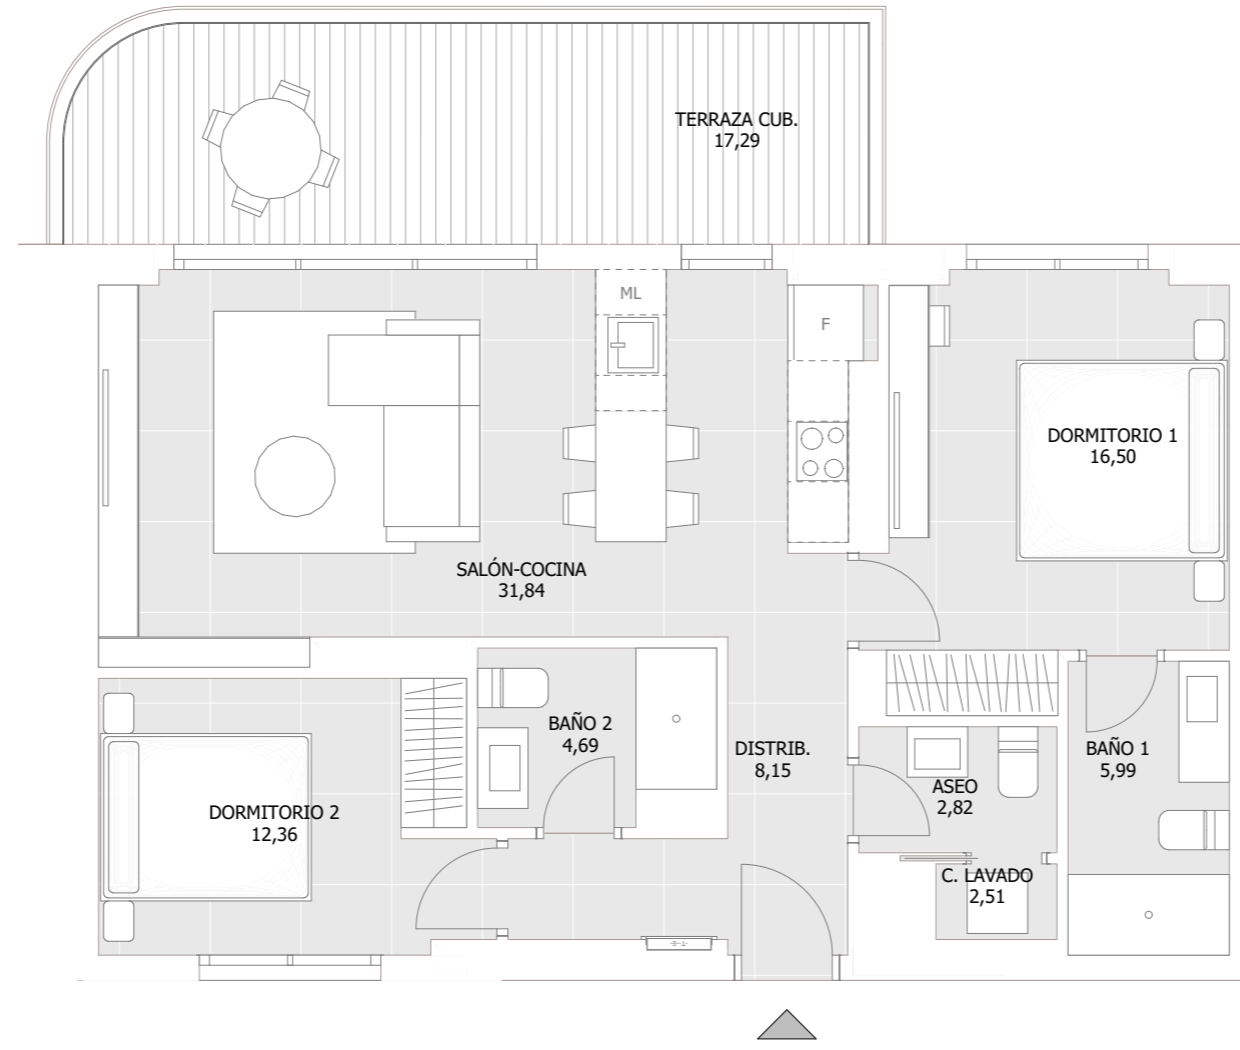 TERRAZA CUB.
17,29
ML
F
DORMITORIO 1
16,50
SALÓN-COCINA
31,84
BAÑO 2
4,69
DISTRIB.
8,15
BAÑO 1
5,99
ASEO
2,82
DORMITORIO 2
12,36
C. LAVADO
2,51